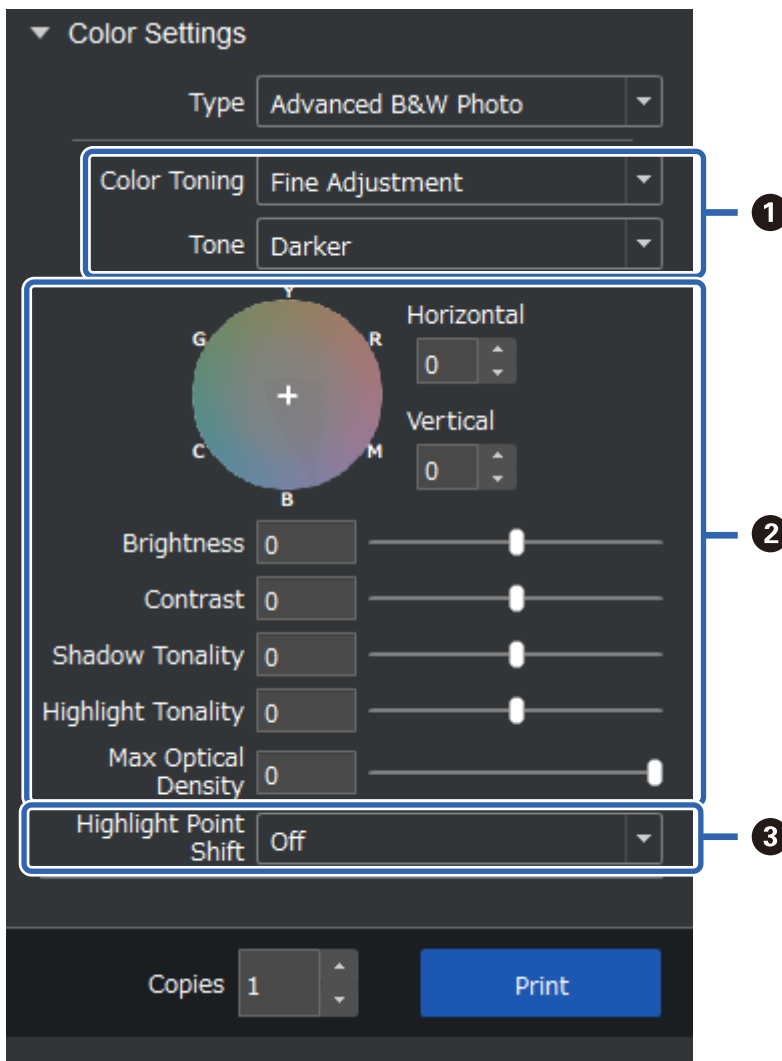 Color Settings
Type Advanced B&W Photo
Color Toning Fine Adjustment
Tone Darker
1
Y
G
R
C
M
B
Horizontal
0
Vertical
0
2
Brightness 0
Contrast 0
Shadow Tonality 0
Highlight Tonality 0
Max Optical
Density 0
Highlight Point
Shift Off
3
Copies 1 Print